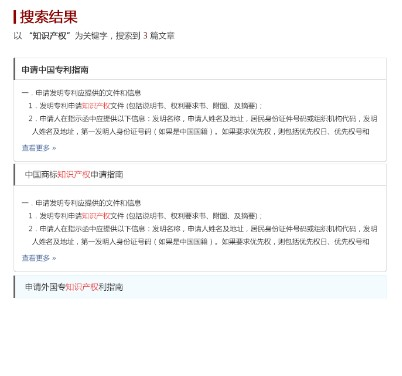 搜索结果
以 “知识产权”为关键字，搜索到 3 篇文章
申请中国专利指南
一．申请发明专利应提供的文件和信息
1．发明专利申请知识产权文件 (包括说明书、权利要求书、附图、及摘要)；
2．申请人在指示函中应提供以下信息：发明名称，申请人姓名及地址，居民身份证件号码或组织机构代码，发明
人姓名及地址，第一发明人身份证号码（如果是中国国籍）。如果要求优先权，则包括优先权日、优先权号和
查看更多 »
中国商标知识产权申请指南
一．申请发明专利应提供的文件和信息
1．发明专利申请知识产权文件 (包括说明书、权利要求书、附图、及摘要)；
2．申请人在指示函中应提供以下信息：发明名称，申请人姓名及地址，居民身份证件号码或组织机构代码，发明
人姓名及地址，第一发明人身份证号码（如果是中国国籍）。如果要求优先权，则包括优先权日、优先权号和
查看更多 »
申请外国专知识产权利指南